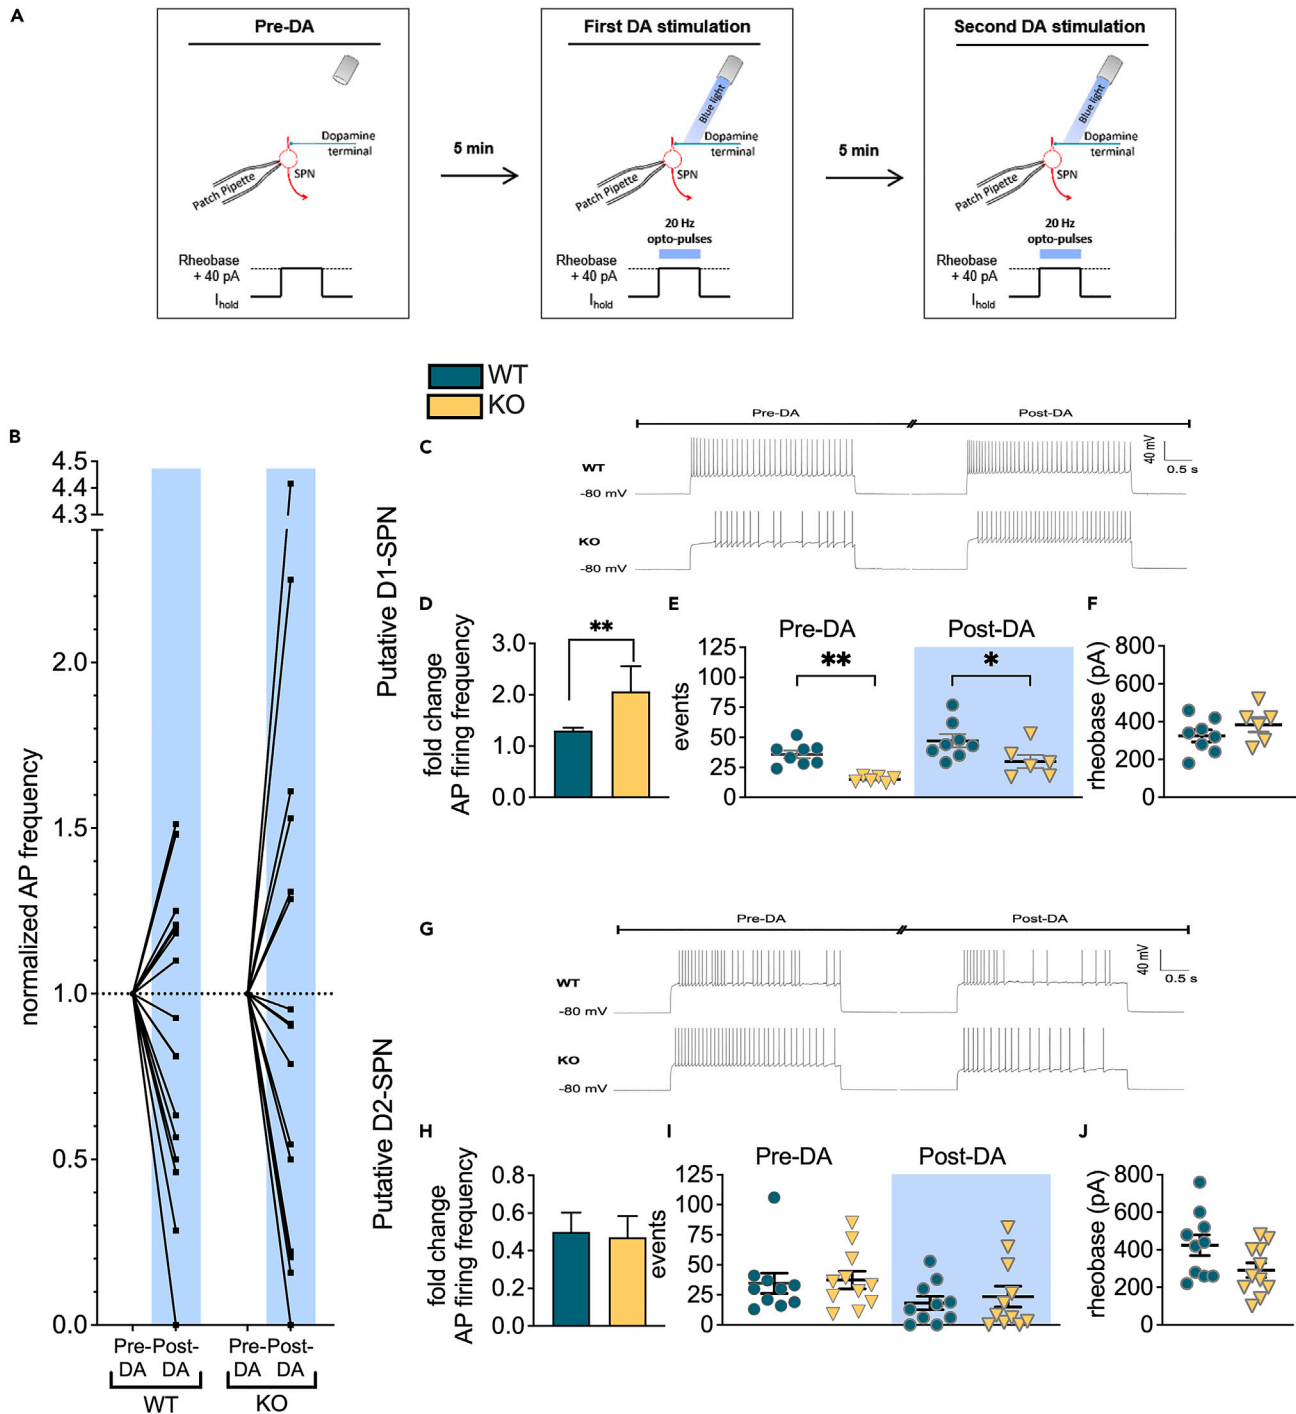 A
Pre-DA
Dopamine
terminal
SPN
Patch Pipette
Rheobase
+ 40 pA
Ihold
5 min
First DA stimulation
Blue light
Dopamine
terminal
SPN
Patch Pipette
20 Hz
opto-pulses
Rheobase
+ 40 pA
Ihold
5 min
Second DA stimulation
Blue light
Dopamine
terminal
SPN
Patch Pipette
20 Hz
opto-pulses
Rheobase
+ 40 pA
Ihold
WT
KO
B
normalized AP frequency
4.5
4.4
4.3
2.0
1.5
1.0
0.5
0.0
Pre-Post-
DA DA
WT
Pre-Post-
DA DA
KO
Putative D1-SPN
C
Pre-DA
Post-DA
WT
-80 mV
40 mV
0.5 s
KO
-80 mV
D
fold change
AP firing frequency
3.0
2.0
1.0
0.0
**
E
Pre-DA
Post-DA
events
125
100
75
50
25
0
**
*
F
rheobase (pA)
800
600
400
200
0
Putative D2-SPN
G
Pre-DA
Post-DA
WT
-80 mV
40 mV
0.5 s
KO
-80 mV
H
fold change
AP firing frequency
0.8
0.6
0.4
0.2
0.0
I
Pre-DA
Post-DA
events
125
100
75
50
25
0
J
rheobase (pA)
800
600
400
200
0